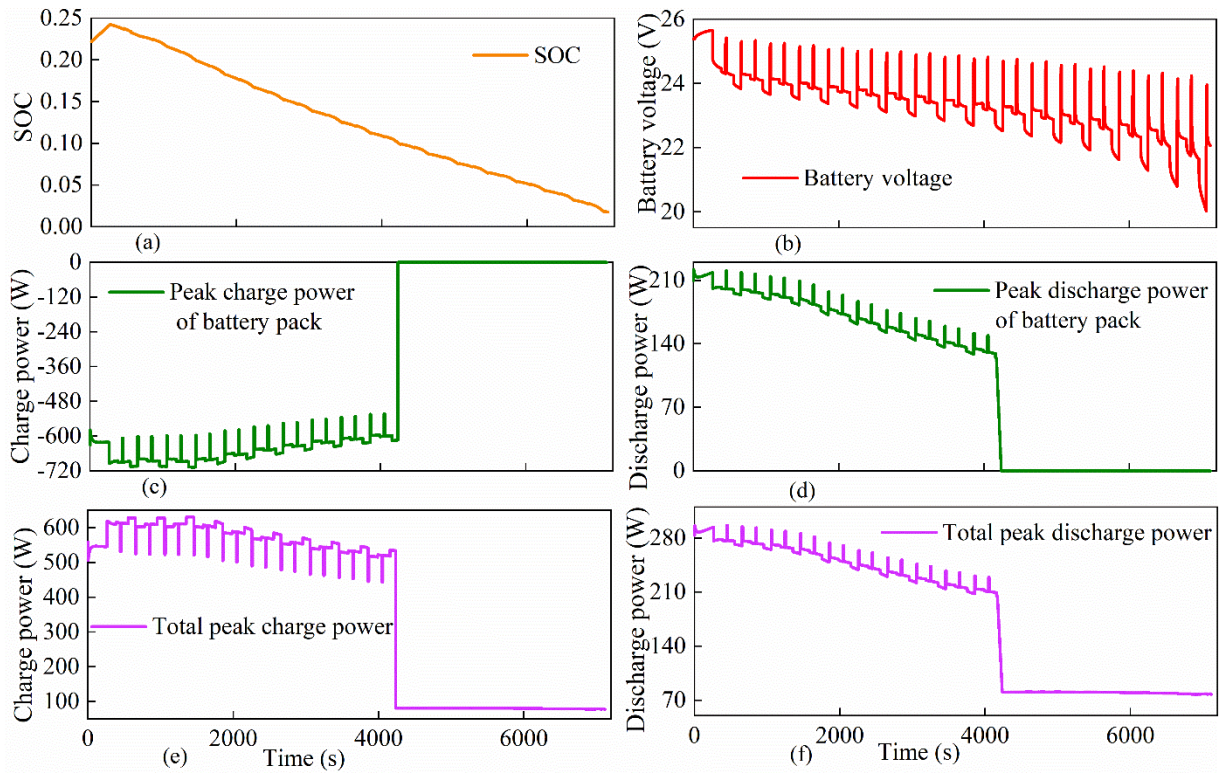 0.25
0.20
0.15
0.10
0.05
0.00
SOC
SOC
(a)
26
24
22
20
Battery voltage (V)
Battery voltage
(b)
0
-120
-240
-360
-480
-600
-720
Charge power (W)
Peak charge power
of battery pack
(c)
210
140
70
0
Discharge power (W)
Peak discharge power
of battery pack
(d)
600
500
400
300
200
100
Charge power (W)
Total peak charge power
0
2000
4000
6000
Time (s)
(e)
280
210
140
70
Discharge power (W)
Total peak discharge power
0
2000
4000
6000
Time (s)
(f)